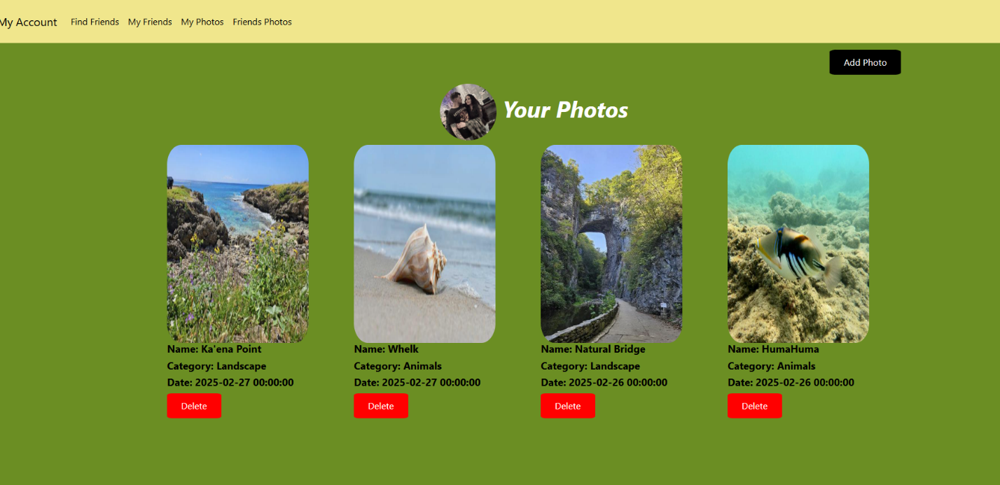 My Account Find Friends My Friends My Photos Friends Photos
Add Photo
Your Photos
Name: Ka'ena Point
Category: Landscape
Date: 2025-02-27 00:00:00
Delete
Name: Whelk
Category: Animals
Date: 2025-02-27 00:00:00
Delete
Name: Natural Bridge
Category: Landscape
Date: 2025-02-26 00:00:00
Delete
Name: HumaHuma
Category: Animals
Date: 2025-02-26 00:00:00
Delete